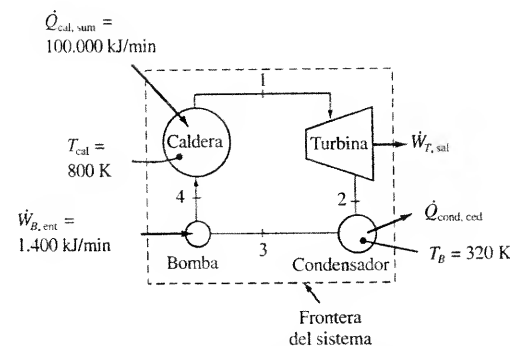 Q̇cal, sum =
100.000 kJ/min
1
Tcal =
800 K
Caldera
Turbina
ẆT, sal
4
2
ẆB, ent =
1.400 kJ/min
Q̇cond, ced
3
TB = 320 K
Bomba
Condensador
Frontera
del sistema